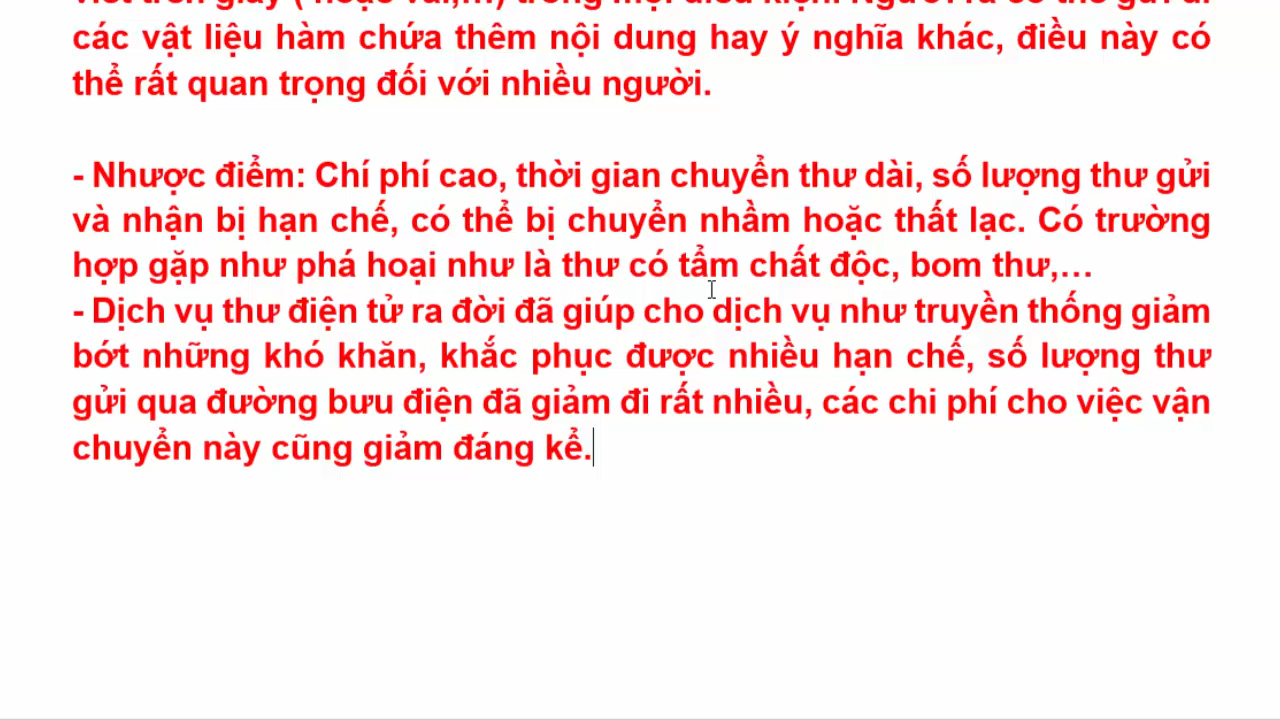 các vật liệu hàm chứa thêm nội dung hay ý nghĩa khác, điều này có
thể rất quan trọng đối với nhiều người.
- Nhược điểm: Chí phí cao, thời gian chuyển thư dài, số lượng thư gửi
và nhận bị hạn chế, có thể bị chuyển nhầm hoặc thất lạc. Có trường
hợp gặp như phá hoại như là thư có tẩm chất độc, bom thư,...
- Dịch vụ thư điện tử ra đời đã giúp cho dịch vụ như truyền thống giảm
bớt những khó khăn, khắc phục được nhiều hạn chế, số lượng thư
gửi qua đường bưu điện đã giảm đi rất nhiều, các chi phí cho việc vận
chuyển này cũng giảm đáng kể.